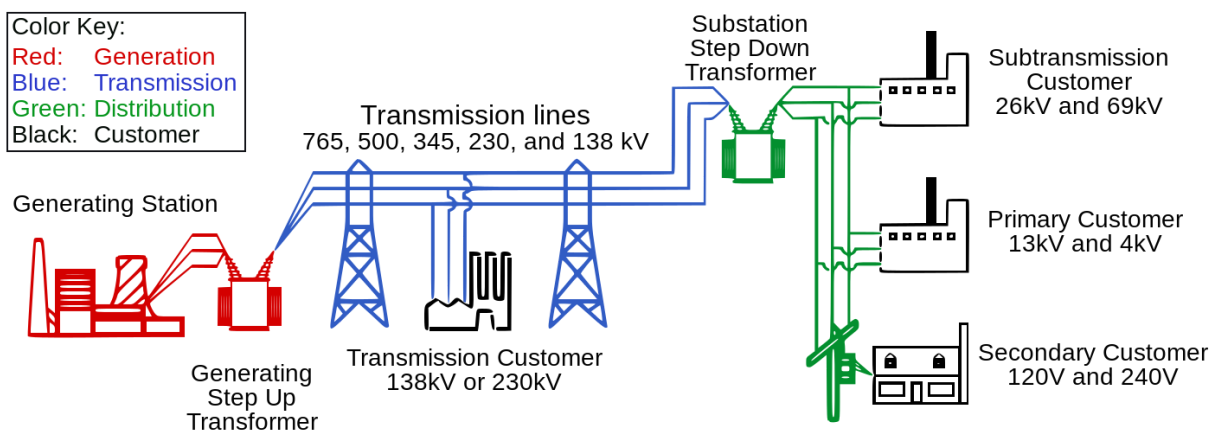 Color Key:
Red: Generation
Blue: Transmission
Green: Distribution
Black: Customer
Generating Station
Generating
Step Up
Transformer
Transmission lines
765, 500, 345, 230, and 138 kV
Transmission Customer
138kV or 230kV
Substation
Step Down
Transformer
Subtransmission
Customer
26kV and 69kV
Primary Customer
13kV and 4kV
Secondary Customer
120V and 240V